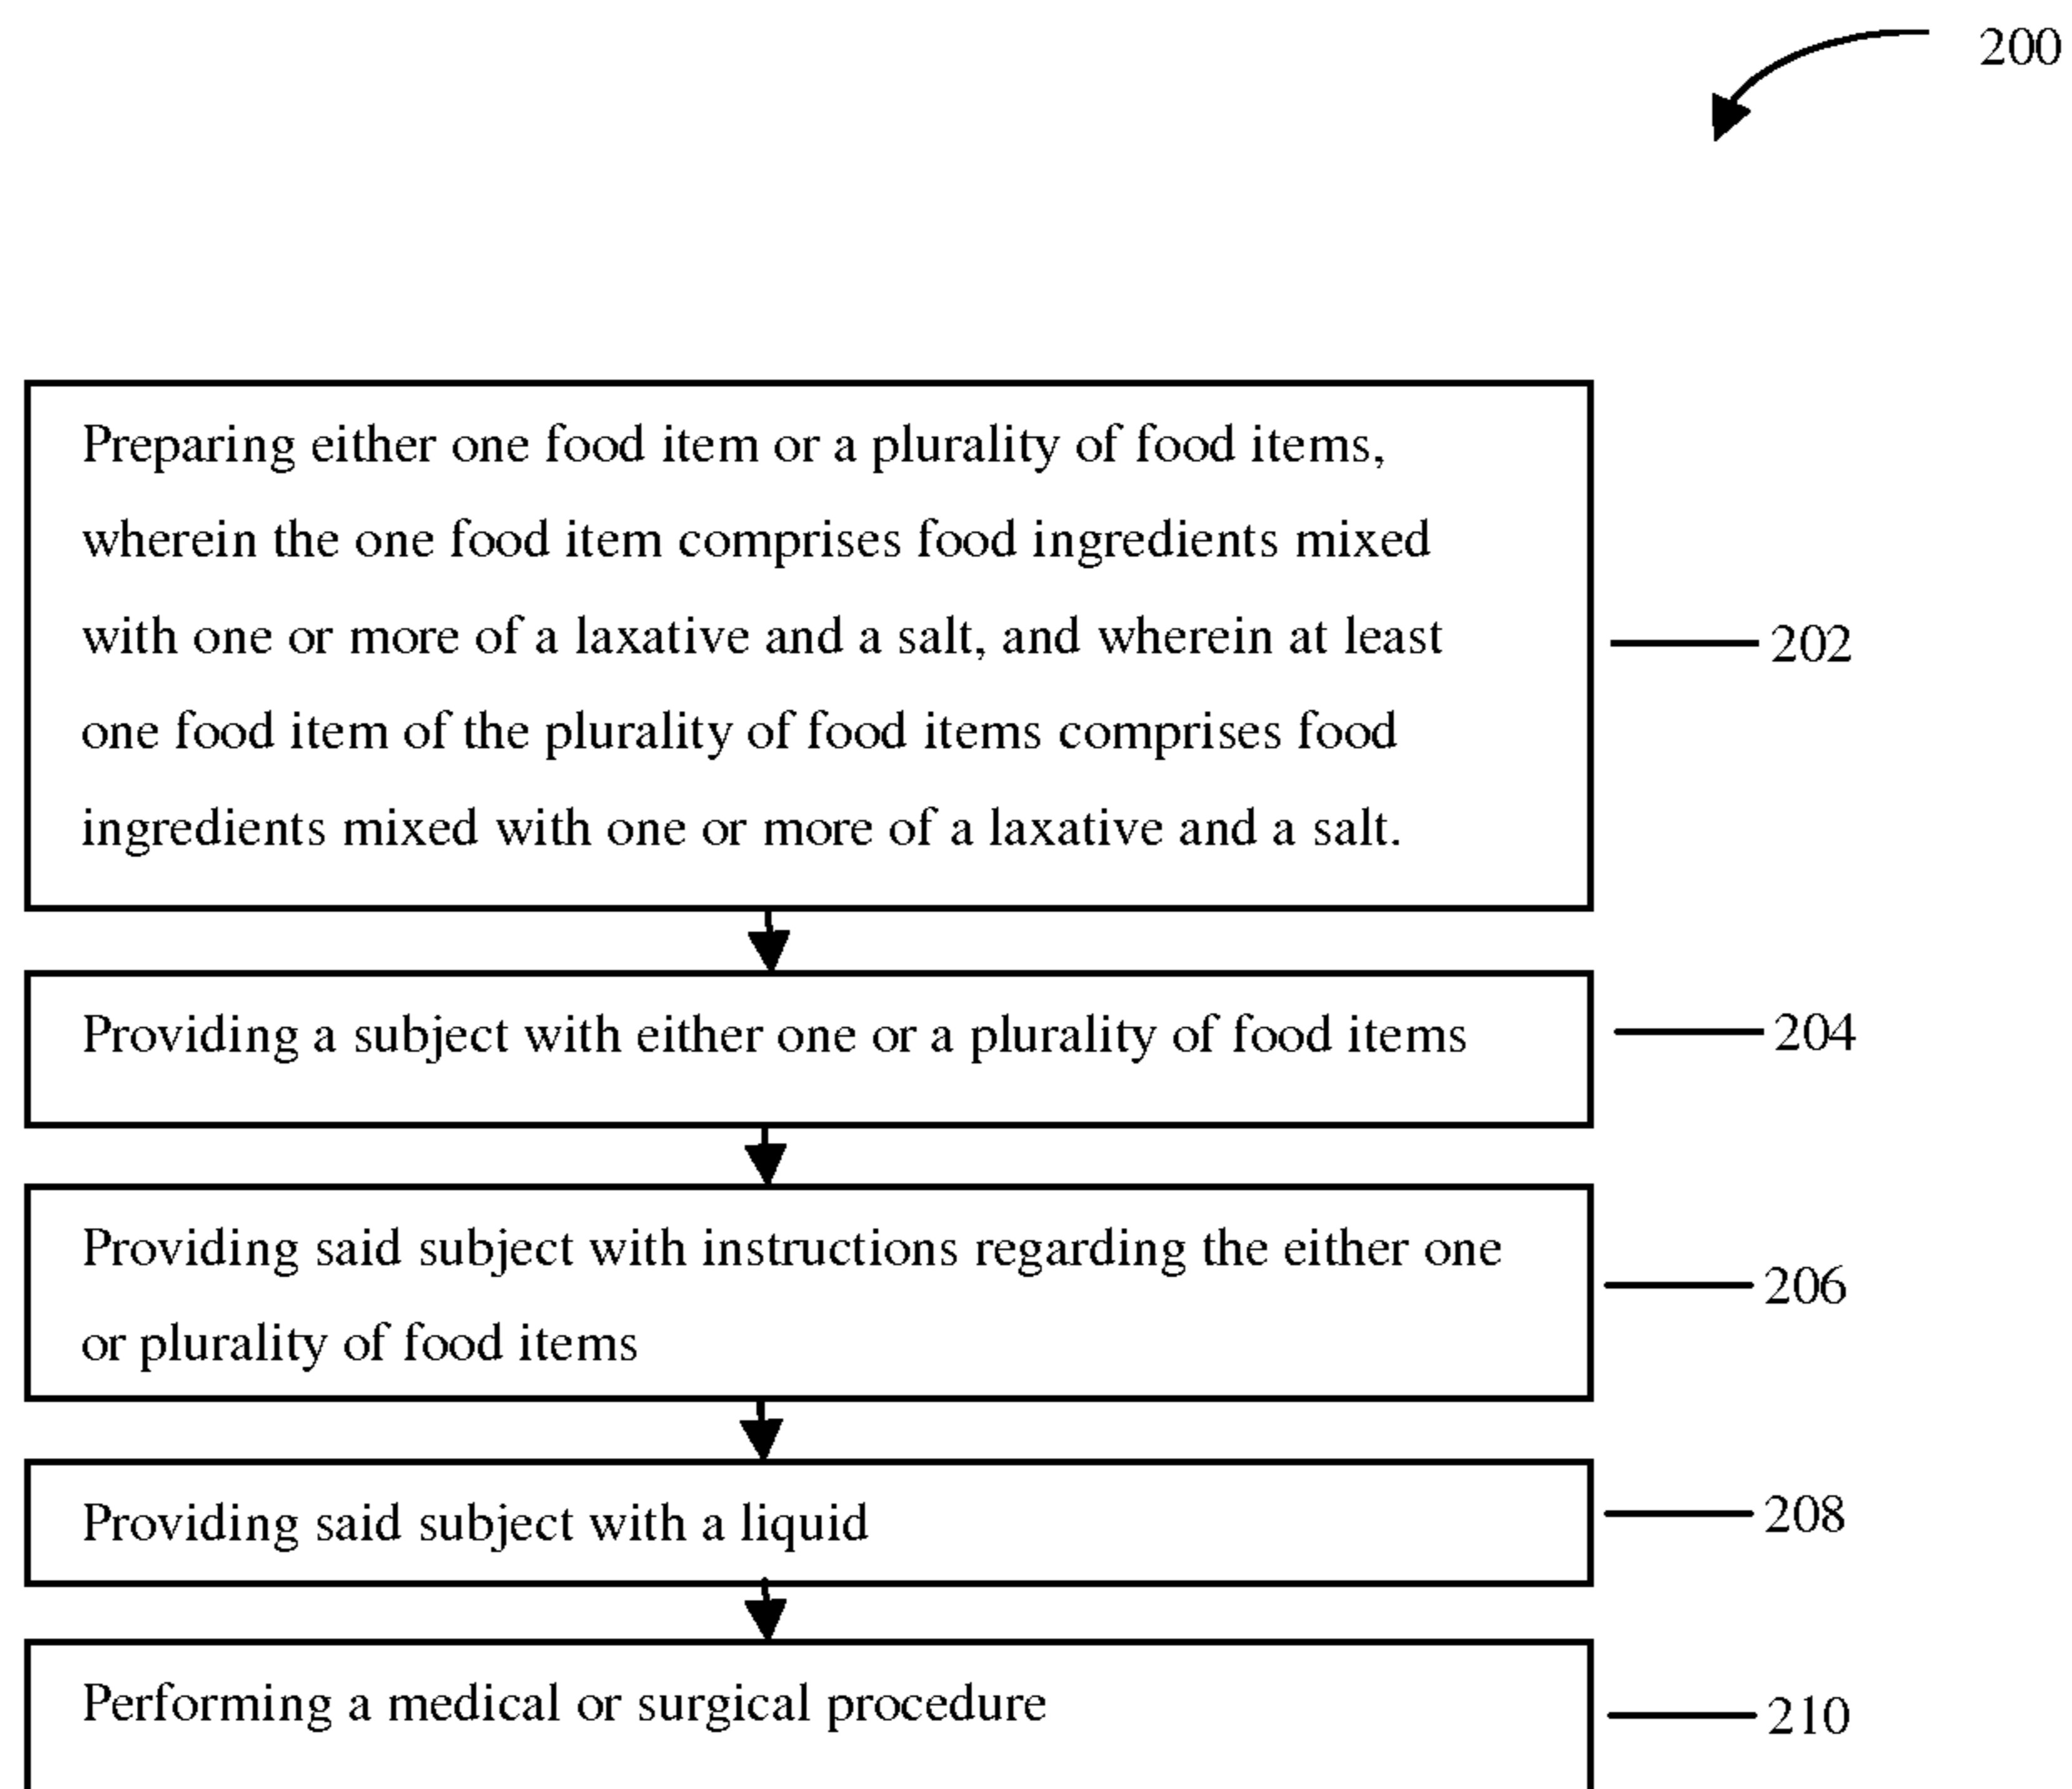 200
Preparing either one food item or a plurality of food items,
wherein the one food item comprises food ingredients mixed
with one or more of a laxative and a salt, and wherein at least
one food item of the plurality of food items comprises food
ingredients mixed with one or more of a laxative and a salt.
202
Providing a subject with either one or a plurality of food items
204
Providing said subject with instructions regarding the either one
or plurality of food items
206
Providing said subject with a liquid
208
Performing a medical or surgical procedure
210